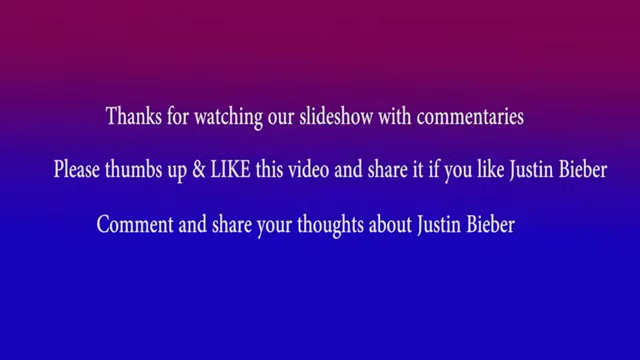 Thanks for watching our slideshow with commentaries
Please thumbs up & LIKE this video and share it if you like Justin Bieber
Comment and share your thoughts about Justin Bieber